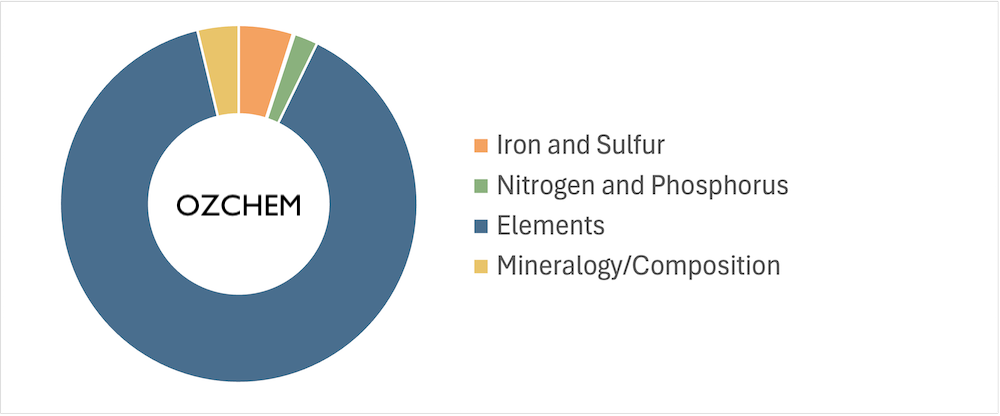 OZCHEM
Iron and Sulfur
Nitrogen and Phosphorus
Elements
Mineralogy/Composition